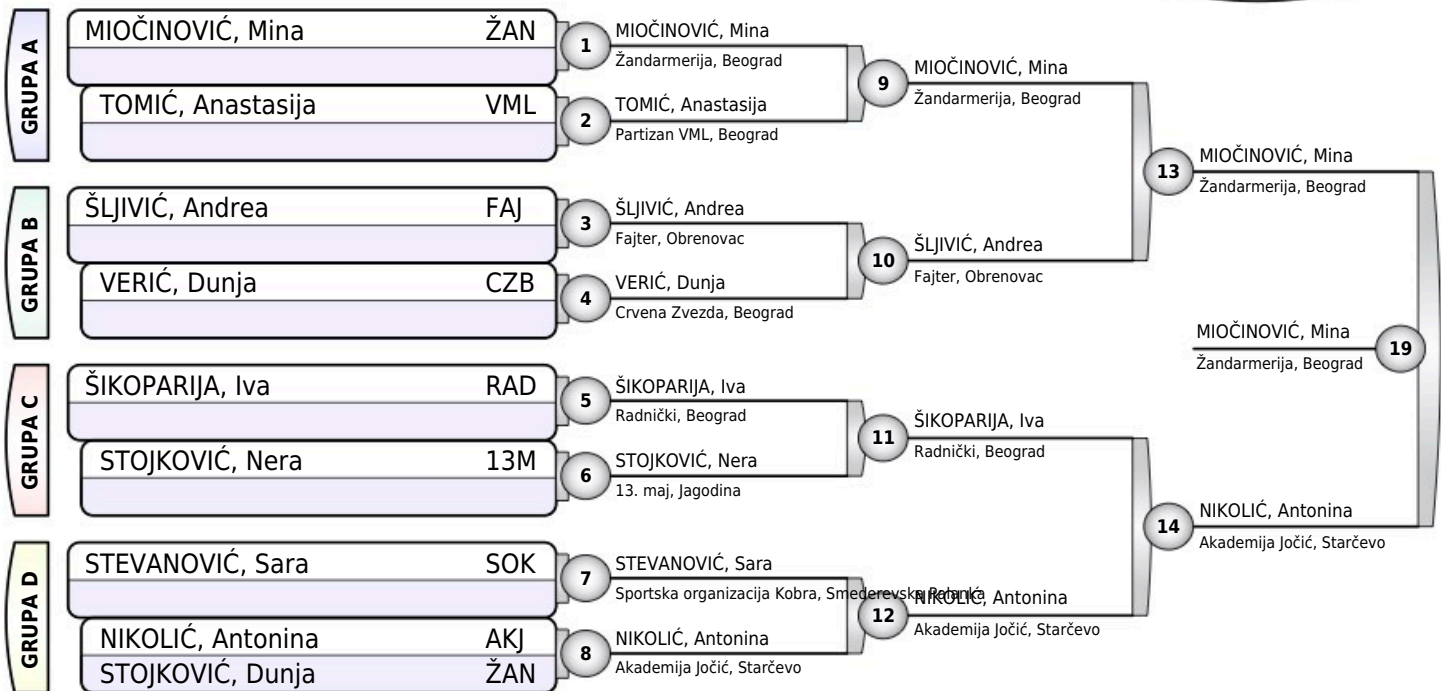 GRUPA A
MIOČINOVIĆ, Mina ŽAN
TOMIĆ, Anastasija VML
GRUPA B
ŠLJIVIĆ, Andrea FAJ
VERIĆ, Dunja CZB
GRUPA C
ŠIKOPARIJA, Iva RAD
STOJKOVIĆ, Nera 13M
GRUPA D
STEVANOVIĆ, Sara SOK
NIKOLIĆ, Antonina AKJ
STOJKOVIĆ, Dunja ŽAN
1
MIOČINOVIĆ, Mina
Žandarmerija, Beograd
2
TOMIĆ, Anastasija
Partizan VML, Beograd
3
ŠLJIVIĆ, Andrea
Fajter, Obrenovac
4
VERIĆ, Dunja
Crvena Zvezda, Beograd
5
ŠIKOPARIJA, Iva
Radnički, Beograd
6
STOJKOVIĆ, Nera
13. maj, Jagodina
7
STEVANOVIĆ, Sara
Sportska organizacija Kobra, Smederevska Palanka
8
NIKOLIĆ, Antonina
Akademija Jočić, Starčevo
9
MIOČINOVIĆ, Mina
Žandarmerija, Beograd
10
ŠLJIVIĆ, Andrea
Fajter, Obrenovac
11
ŠIKOPARIJA, Iva
Radnički, Beograd
12
NIKOLIĆ, Antonina
Akademija Jočić, Starčevo
13
MIOČINOVIĆ, Mina
Žandarmerija, Beograd
14
NIKOLIĆ, Antonina
Akademija Jočić, Starčevo
MIOČINOVIĆ, Mina
Žandarmerija, Beograd
19